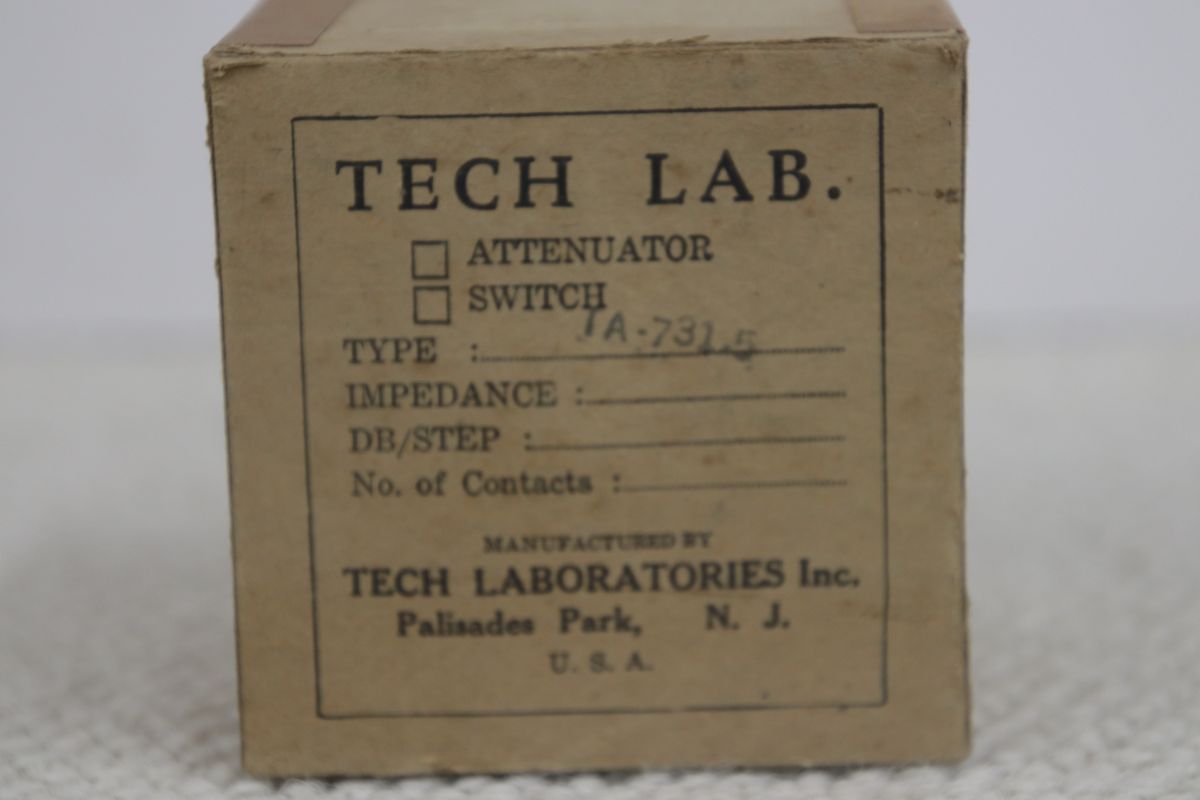 TECH LAB.
☐ ATTENUATOR
☐ SWITCH
TYPE : TA-731.5
IMPEDANCE :
DB/STEP :
No. of Contacts :
MANUFACTURED BY
TECH LABORATORIES Inc.
Palisades Park, N. J.
U. S. A.